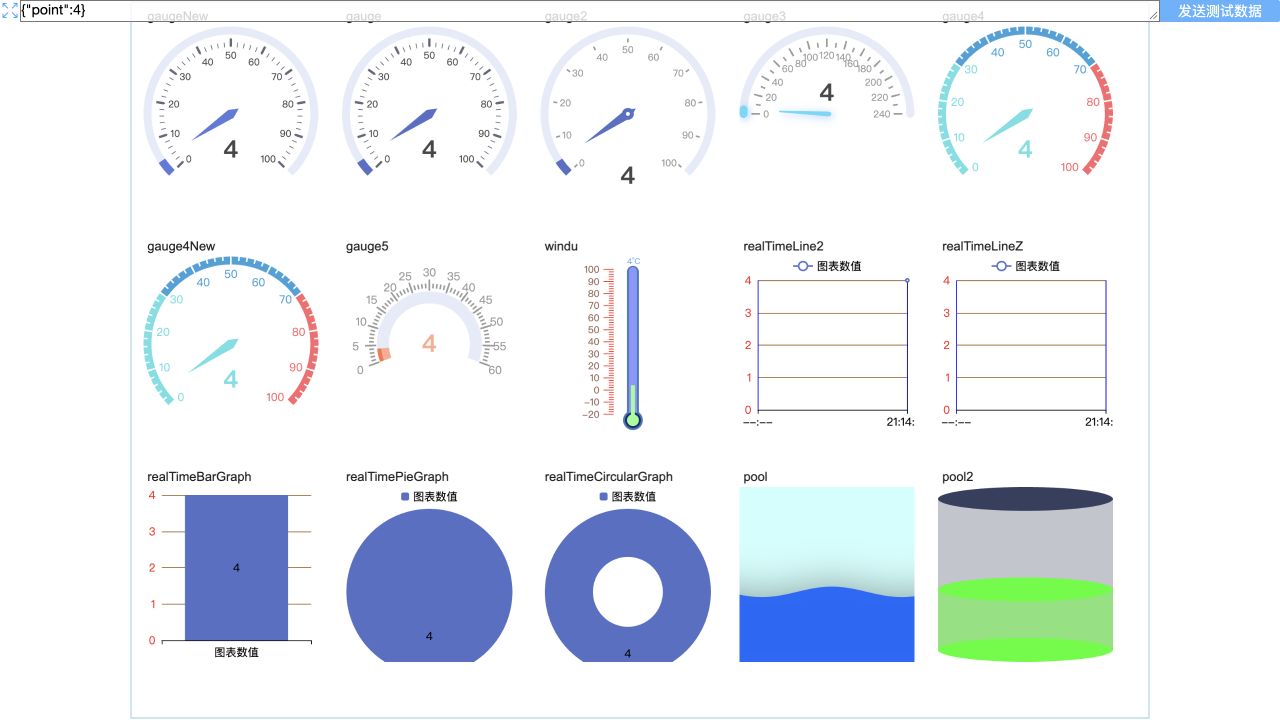 {"point":4}
发送测试数据
gaugeNew
gauge
gauge2
gauge3
gauge4
0 10 20 30 40 50 60 70 80 90 100
4
0 10 20 30 40 50 60 70 80 90 100
4
0 10 20 30 40 50 60 70 80 90 100
4
0 20 40 60 80 100 120 140 160 180 200 220 240
4
0 10 20 30 40 50 60 70 80 90 100
4
gauge4New
gauge5
windu
realTimeLine2
realTimeLineZ
0 10 20 30 40 50 60 70 80 90 100
4
0 5 10 15 20 25 30 35 40 45 50 55 60
4
4°C
100
90
80
70
60
50
40
30
20
10
0
−10
−20
图表数值
4
3
2
1
0
--:--
21:14:
图表数值
4
3
2
1
0
--:--
21:14:
realTimeBarGraph
realTimePieGraph
realTimeCircularGraph
pool
pool2
4
3
2
1
0
4
图表数值
图表数值
4
图表数值
4